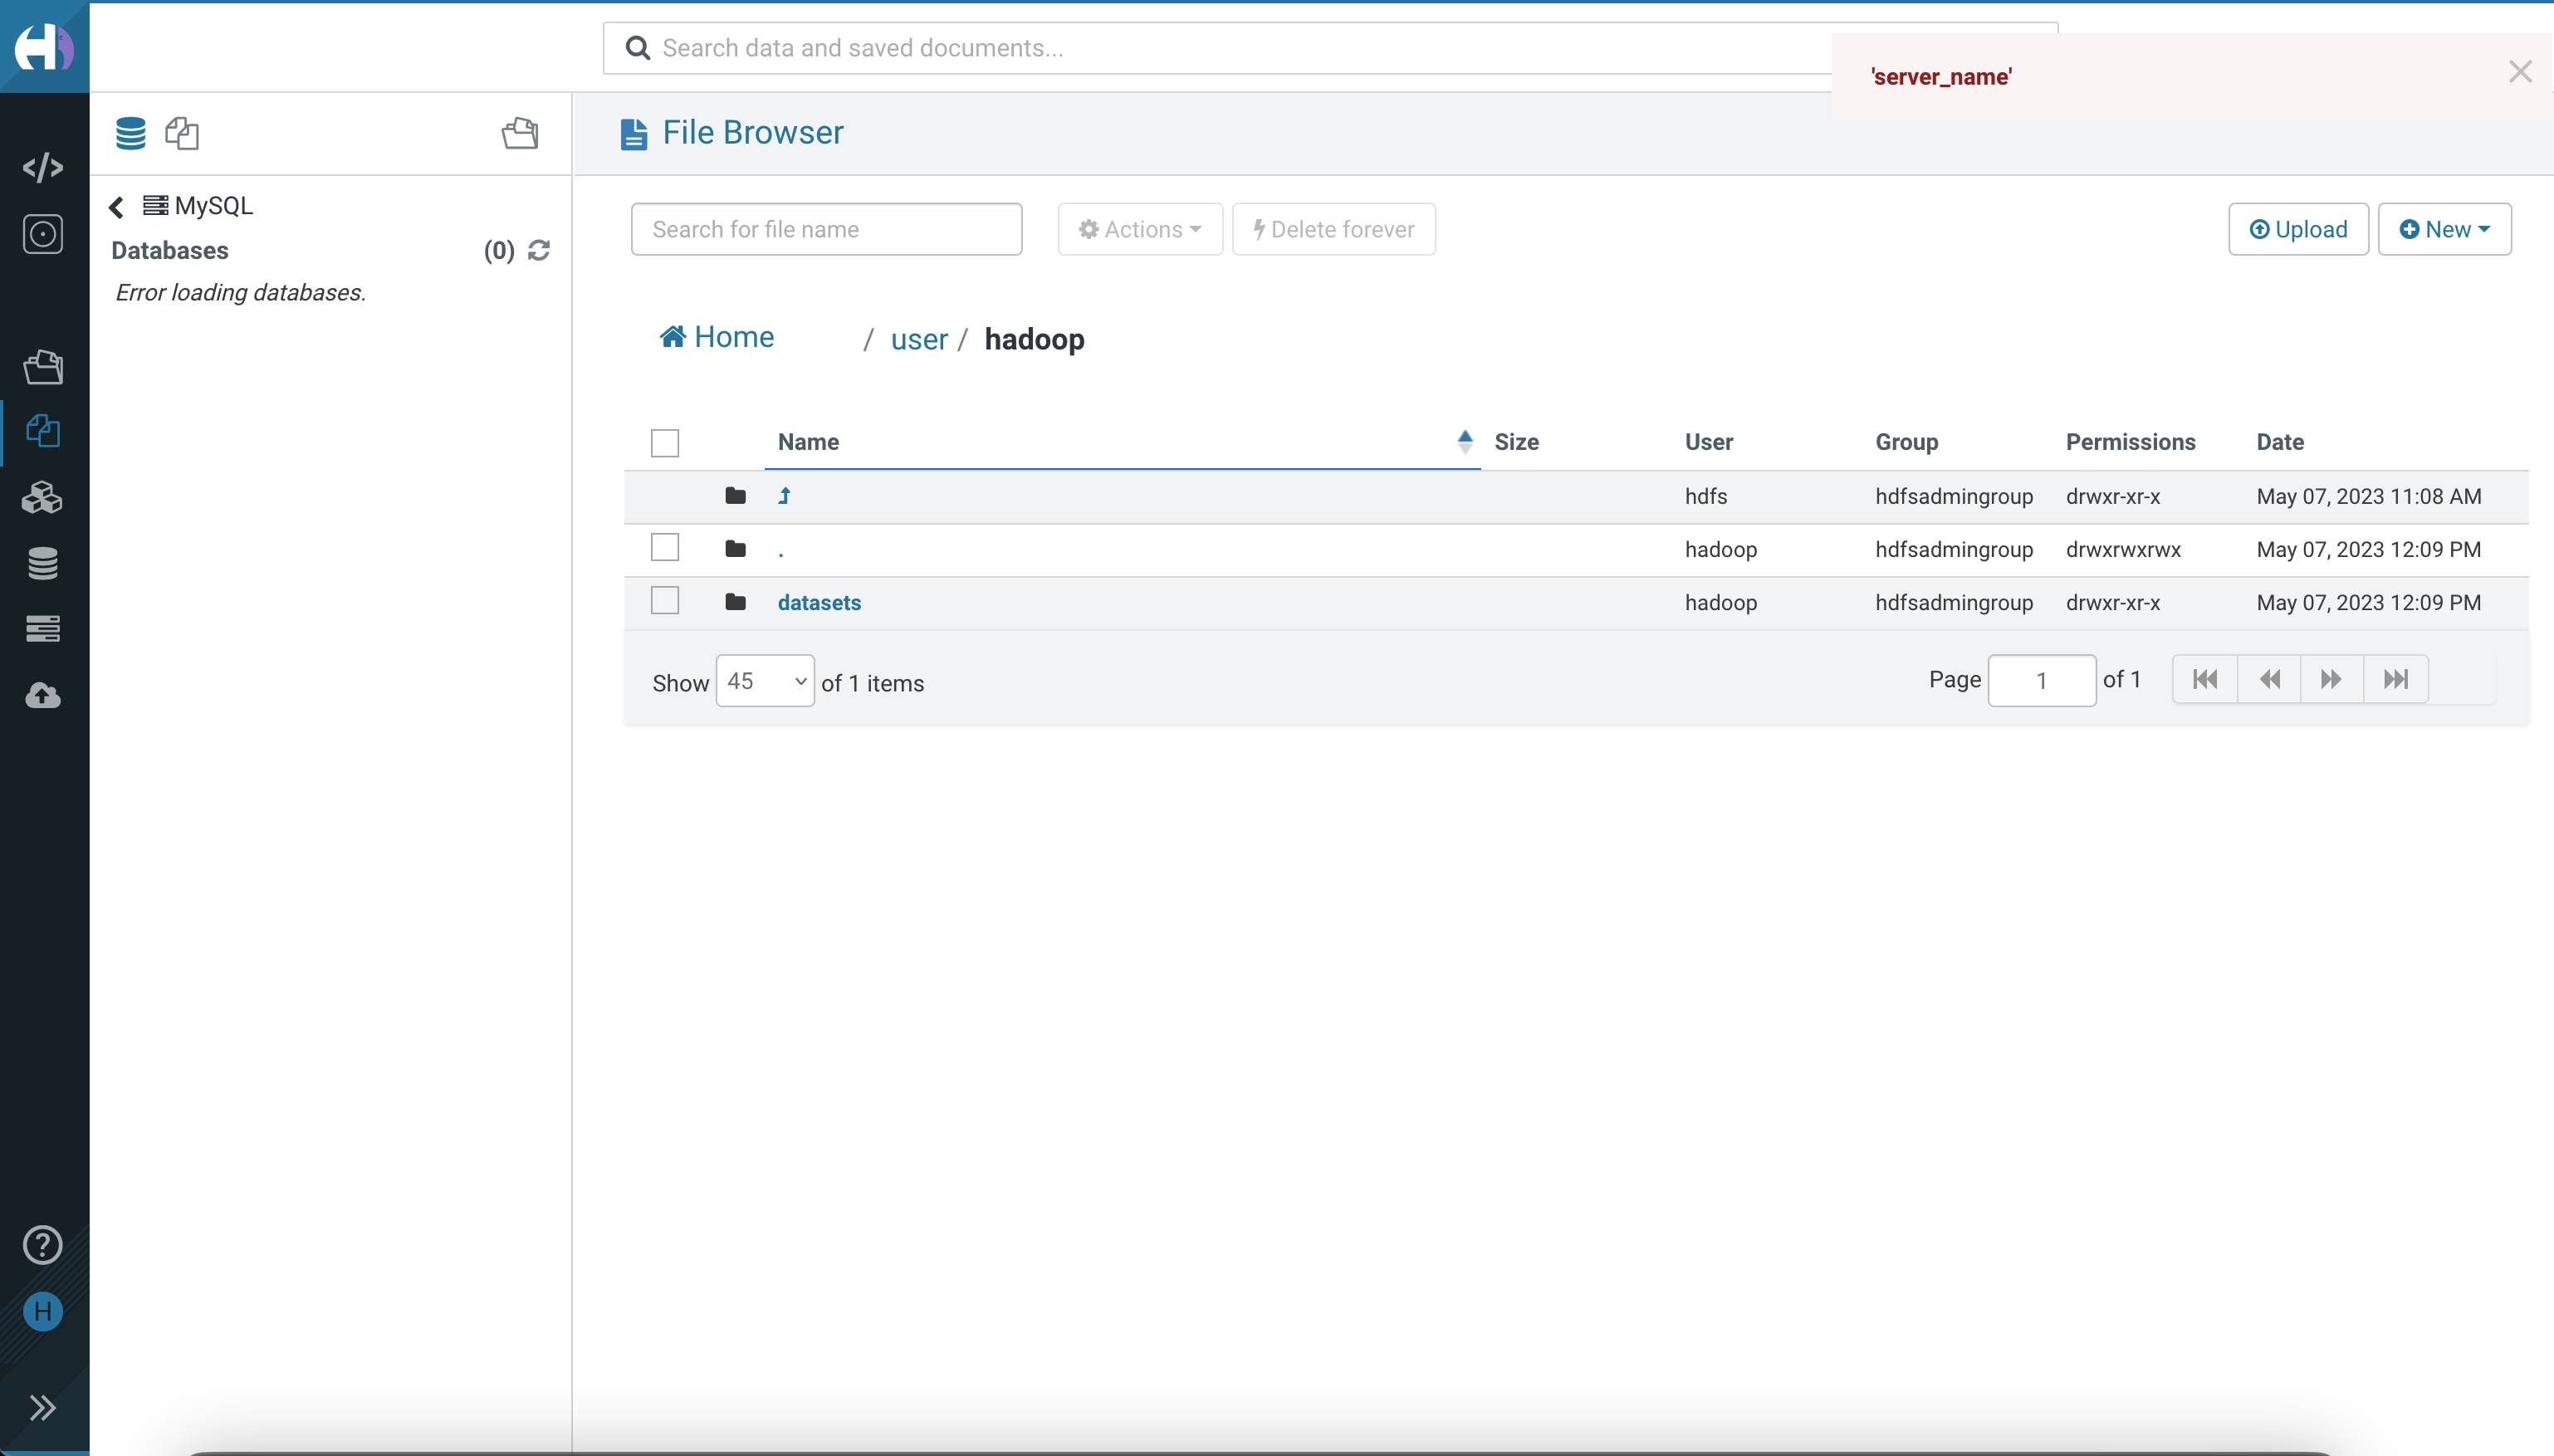 Search data and saved documents...
'server_name'
File Browser
MySQL
Databases (0)
Error loading databases.
Search for file name Actions Delete forever Upload New
Home / user / hadoop
Name Size User Group Permissions Date
hdfs hdfsadmingroup drwxr-xr-x May 07, 2023 11:08 AM
. hadoop hdfsadmingroup drwxrwxrwx May 07, 2023 12:09 PM
datasets hadoop hdfsadmingroup drwxr-xr-x May 07, 2023 12:09 PM
Show 45 of 1 items Page 1 of 1
H